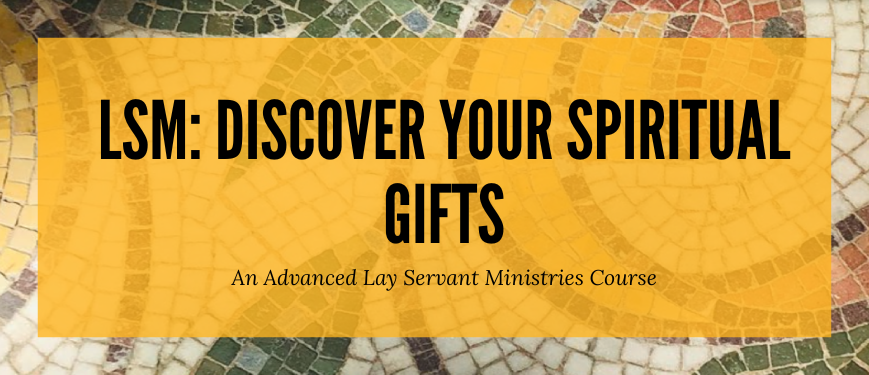 LSM: DISCOVER YOUR SPIRITUAL
GIFTS
An Advanced Lay Servant Ministries Course